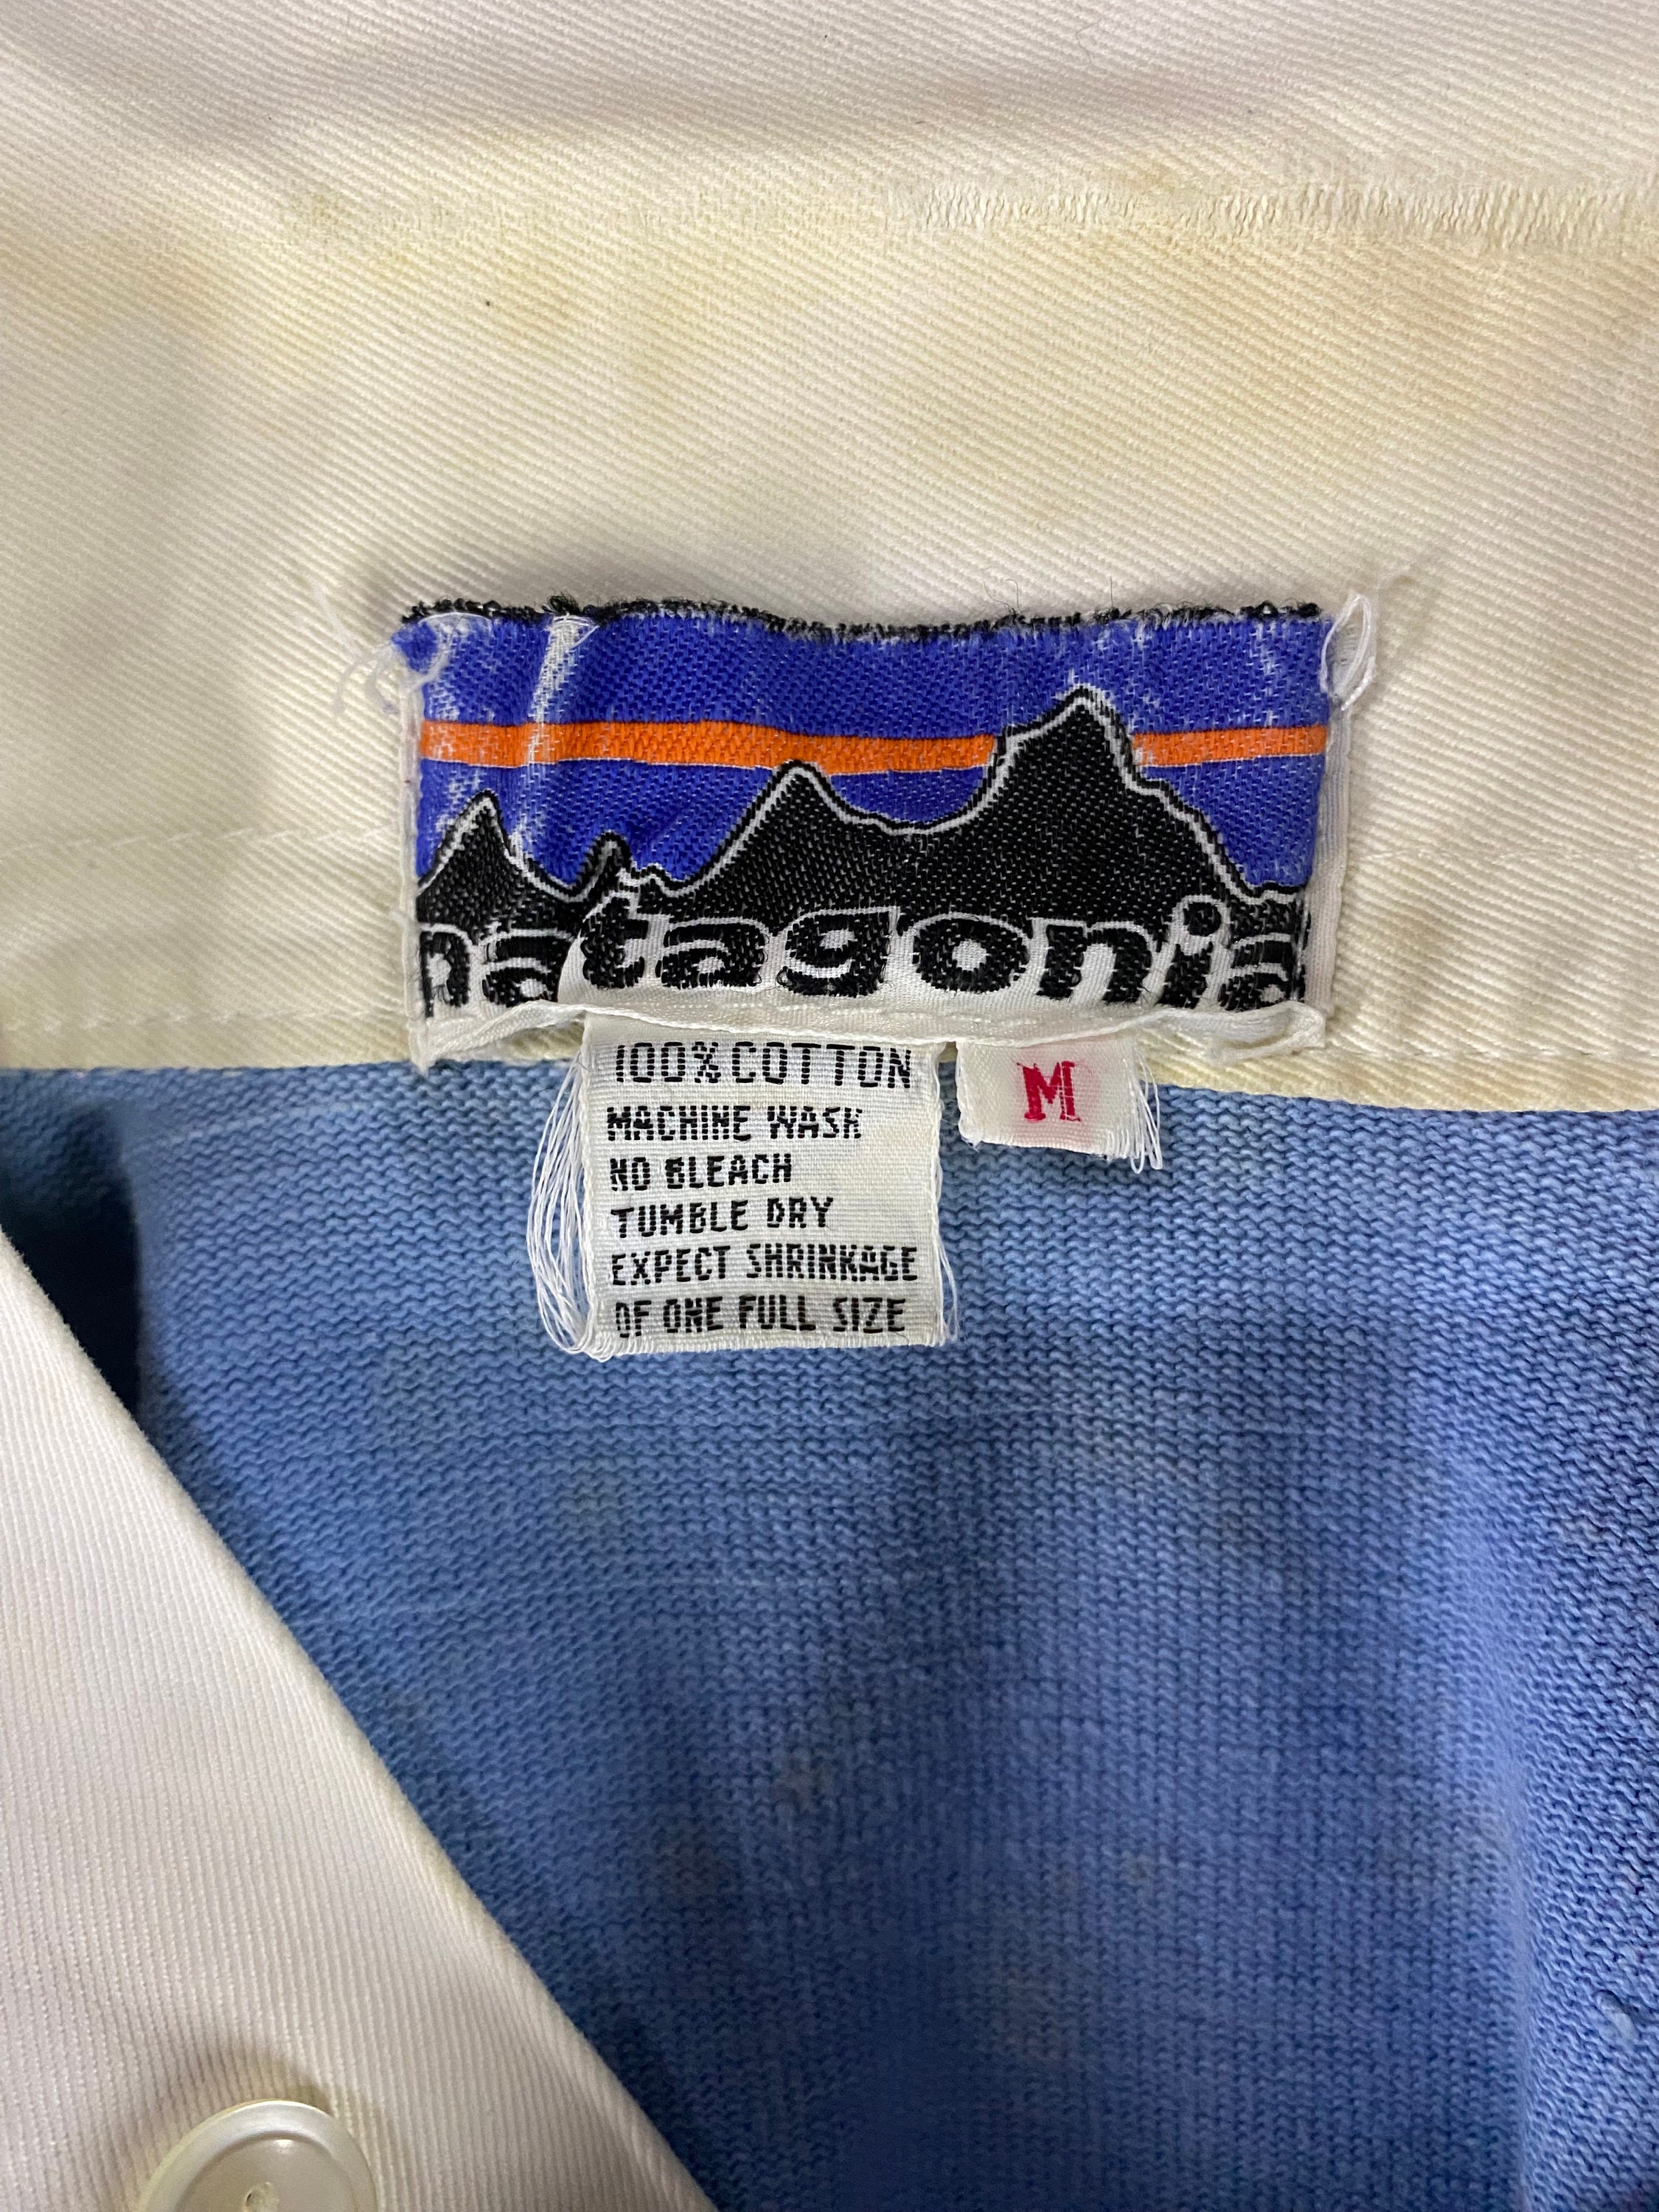 patagonia
100% COTTON
MACHINE WASH
NO BLEACH
TUMBLE DRY
EXPECT SHRINKAGE
OF ONE FULL SIZE
M